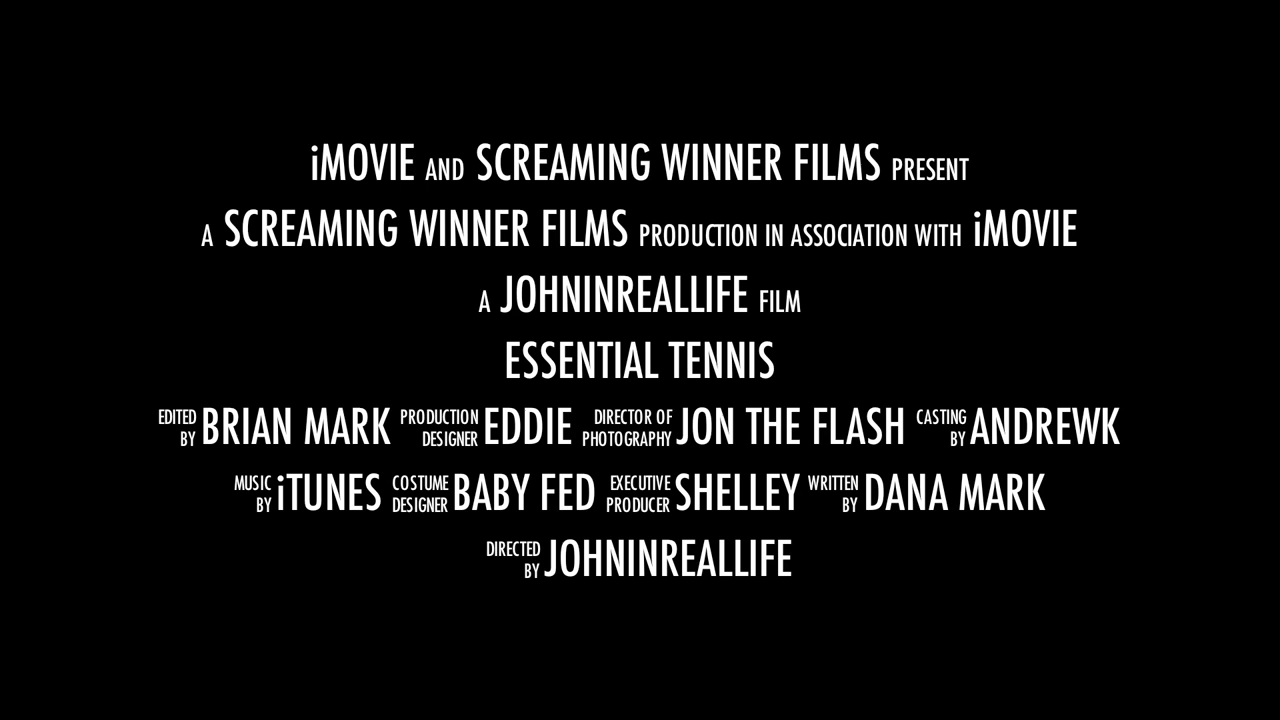 iMOVIE AND SCREAMING WINNER FILMS PRESENT
A SCREAMING WINNER FILMS PRODUCTION IN ASSOCIATION WITH iMOVIE
A JOHNINREALLIFE FILM
ESSENTIAL TENNIS
EDITED BY BRIAN MARK PRODUCTION DESIGNER EDDIE DIRECTOR OF PHOTOGRAPHY JON THE FLASH CASTING BY ANDREWK
MUSIC BY iTUNES COSTUME DESIGNER BABY FED EXECUTIVE PRODUCER SHELLEY WRITTEN BY DANA MARK
DIRECTED BY JOHNINREALLIFE